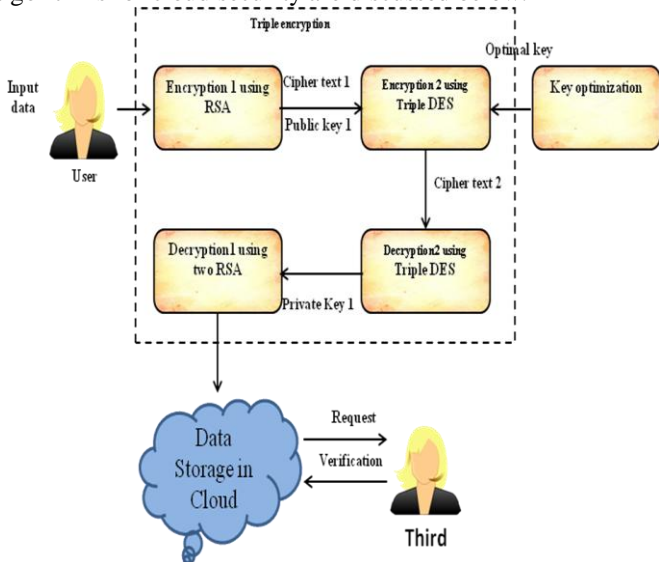 Triple encryption
Optimal key
Input
data
Encryption 1 using
RSA
Cipher text 1
Public key 1
Encryption 2 using
Triple DES
Key optimization
User
Cipher text 2
Decryption1 using
two RSA
Private Key 1
Decryption2 using
Triple DES
Data
Storage in
Cloud
Request
Verification
Third